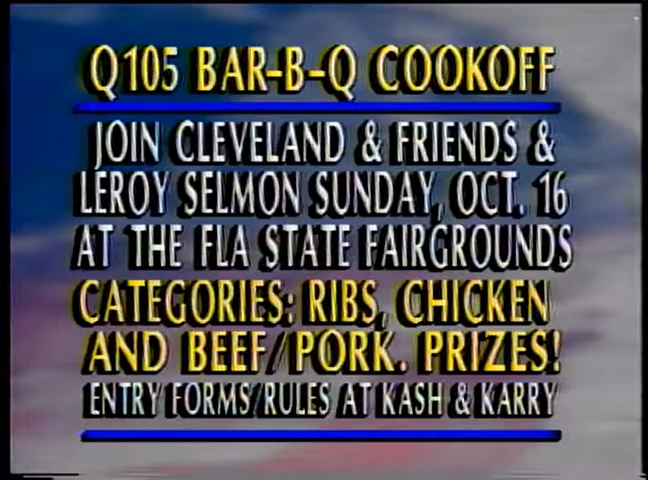 Q105 BAR-B-Q COOKOFF
JOIN CLEVELAND & FRIENDS &
LEROY SELMON SUNDAY, OCT. 16
AT THE FLA STATE FAIRGROUNDS
CATEGORIES: RIBS, CHICKEN
AND BEEF/PORK. PRIZES!
ENTRY FORMS/RULES AT KASH & KARRY